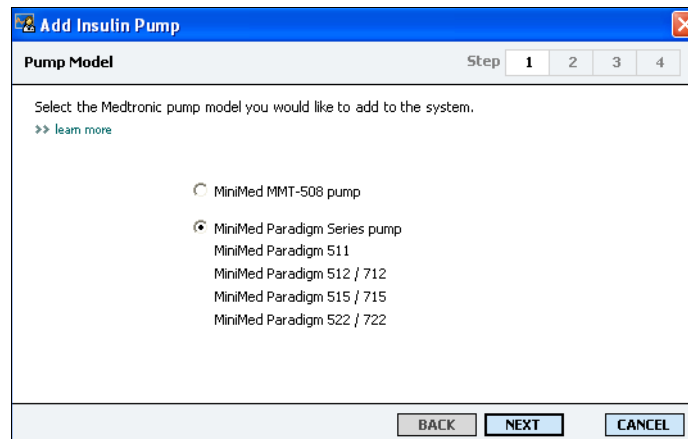 Add Insulin Pump
Pump Model Step 1 2 3 4
Select the Medtronic pump model you would like to add to the system.
>> learn more
MiniMed MMT-508 pump
MiniMed Paradigm Series pump
MiniMed Paradigm 511
MiniMed Paradigm 512 / 712
MiniMed Paradigm 515 / 715
MiniMed Paradigm 522 / 722
BACK NEXT CANCEL